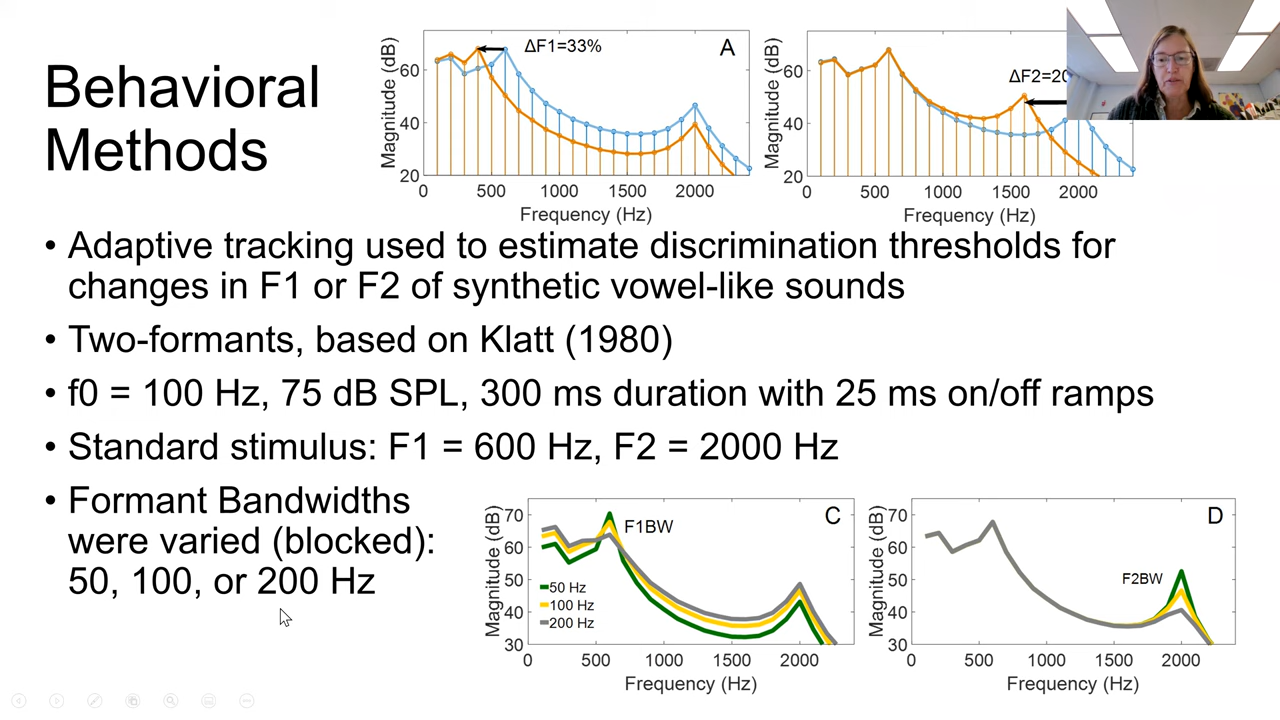 Behavioral
Methods
ΔF1=33%
A
Magnitude (dB)
60
40
20
0
500
1000
1500
2000
Frequency (Hz)
Magnitude (dB)
60
40
20
ΔF2=20
0
500
1000
1500
2000
Frequency (Hz)
• Adaptive tracking used to estimate discrimination thresholds for
changes in F1 or F2 of synthetic vowel-like sounds
• Two-formants, based on Klatt (1980)
• f0 = 100 Hz, 75 dB SPL, 300 ms duration with 25 ms on/off ramps
• Standard stimulus: F1 = 600 Hz, F2 = 2000 Hz
• Formant Bandwidths
were varied (blocked):
50, 100, or 200 Hz
Magnitude (dB)
70
60
50
40
30
F1BW
C
50 Hz
100 Hz
200 Hz
0
500
1000
1500
2000
Frequency (Hz)
Magnitude (dB)
70
60
50
40
30
D
F2BW
0
500
1000
1500
2000
Frequency (Hz)